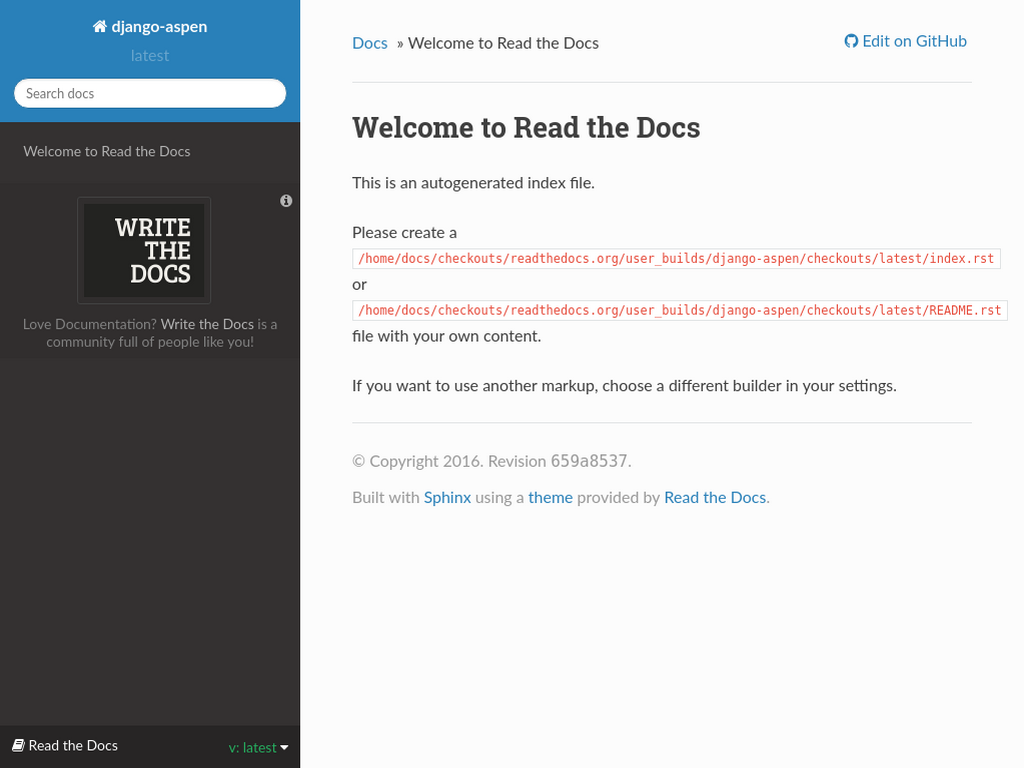 django-aspen
latest
Search docs
Welcome to Read the Docs
WRITE
THE
DOCS
Love Documentation? Write the Docs is a
community full of people like you!
Read the Docs
v: latest
Docs » Welcome to Read the Docs
Edit on GitHub
Welcome to Read the Docs
This is an autogenerated index file.
Please create a
/home/docs/checkouts/readthedocs.org/user_builds/django-aspen/checkouts/latest/index.rst
or
/home/docs/checkouts/readthedocs.org/user_builds/django-aspen/checkouts/latest/README.rst
file with your own content.
If you want to use another markup, choose a different builder in your settings.
© Copyright 2016. Revision 659a8537.
Built with Sphinx using a theme provided by Read the Docs.